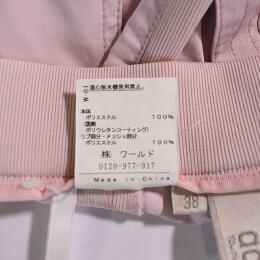 遠心脱水機使用禁止。
本体
ポリエステル 100%
(裏側
ポリウレタンコーティング)
リブ部分・メッシュ部分
ポリエステル 100%
株 ワールド
0120-977-917
Made in China
38